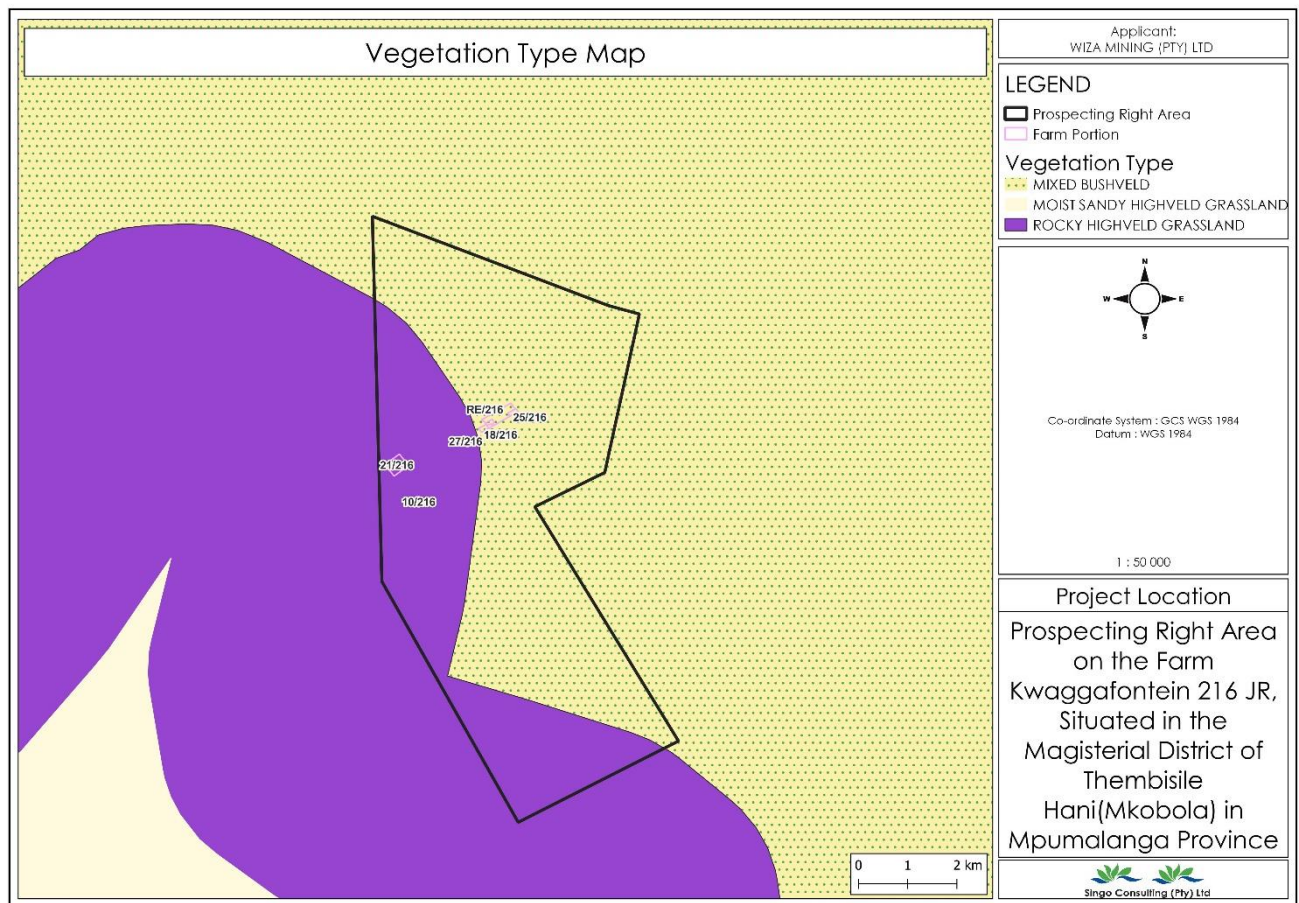 Vegetation Type Map
Applicant:
WIZA MINING (PTY) LTD
LEGEND
Prospecting Right Area
Farm Portion
Vegetation Type
MIXED BUSHVELD
MOIST SANDY HIGHVELD GRASSLAND
ROCKY HIGHVELD GRASSLAND
N
W E
S
Co-ordinate System : GCS WGS 1984
Datum : WGS 1984
1 : 50 000
Project Location
Prospecting Right Area
on the Farm
Kwaggafontein 216 JR,
Situated in the
Magisterial District of
Thembisile
Hani(Mkobola) in
Mpumalanga Province
Singo Consulting (Pty) Ltd
RE/216
25/216
18/216
27/216
21/216
10/216
0 1 2 km